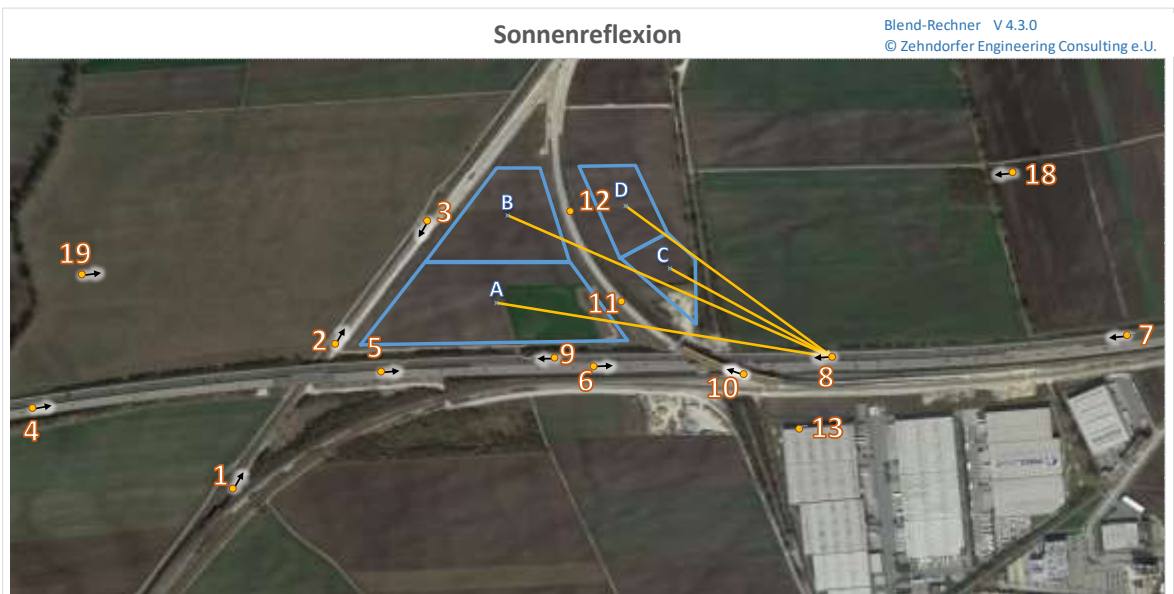 Sonnenreflexion
Blend-Rechner V 4.3.0
© Zehndorfer Engineering Consulting e.U.
18
B
D
12
3
19
C
A
11
2
5
9
6
10
8
7
4
13
1